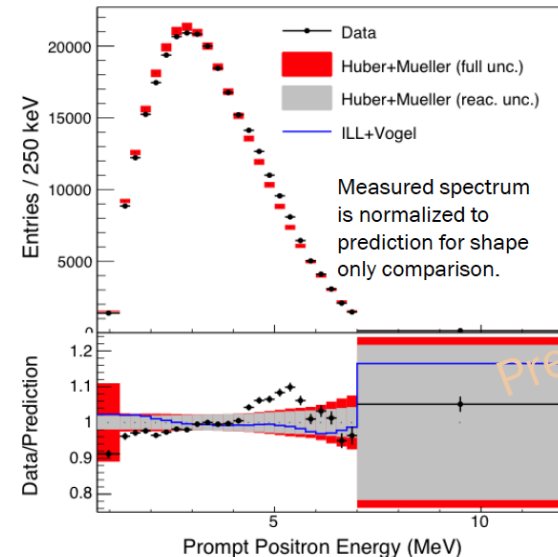 20000
15000
10000
5000
0
Entries / 250 keV
Data
Huber+Mueller (full unc.)
Huber+Mueller (reac. unc.)
ILL+Vogel
Measured spectrum
is normalized to
prediction for shape
only comparison.
1.2
1.1
1
0.9
0.8
Data/Prediction
Pre
5
10
Prompt Positron Energy (MeV)